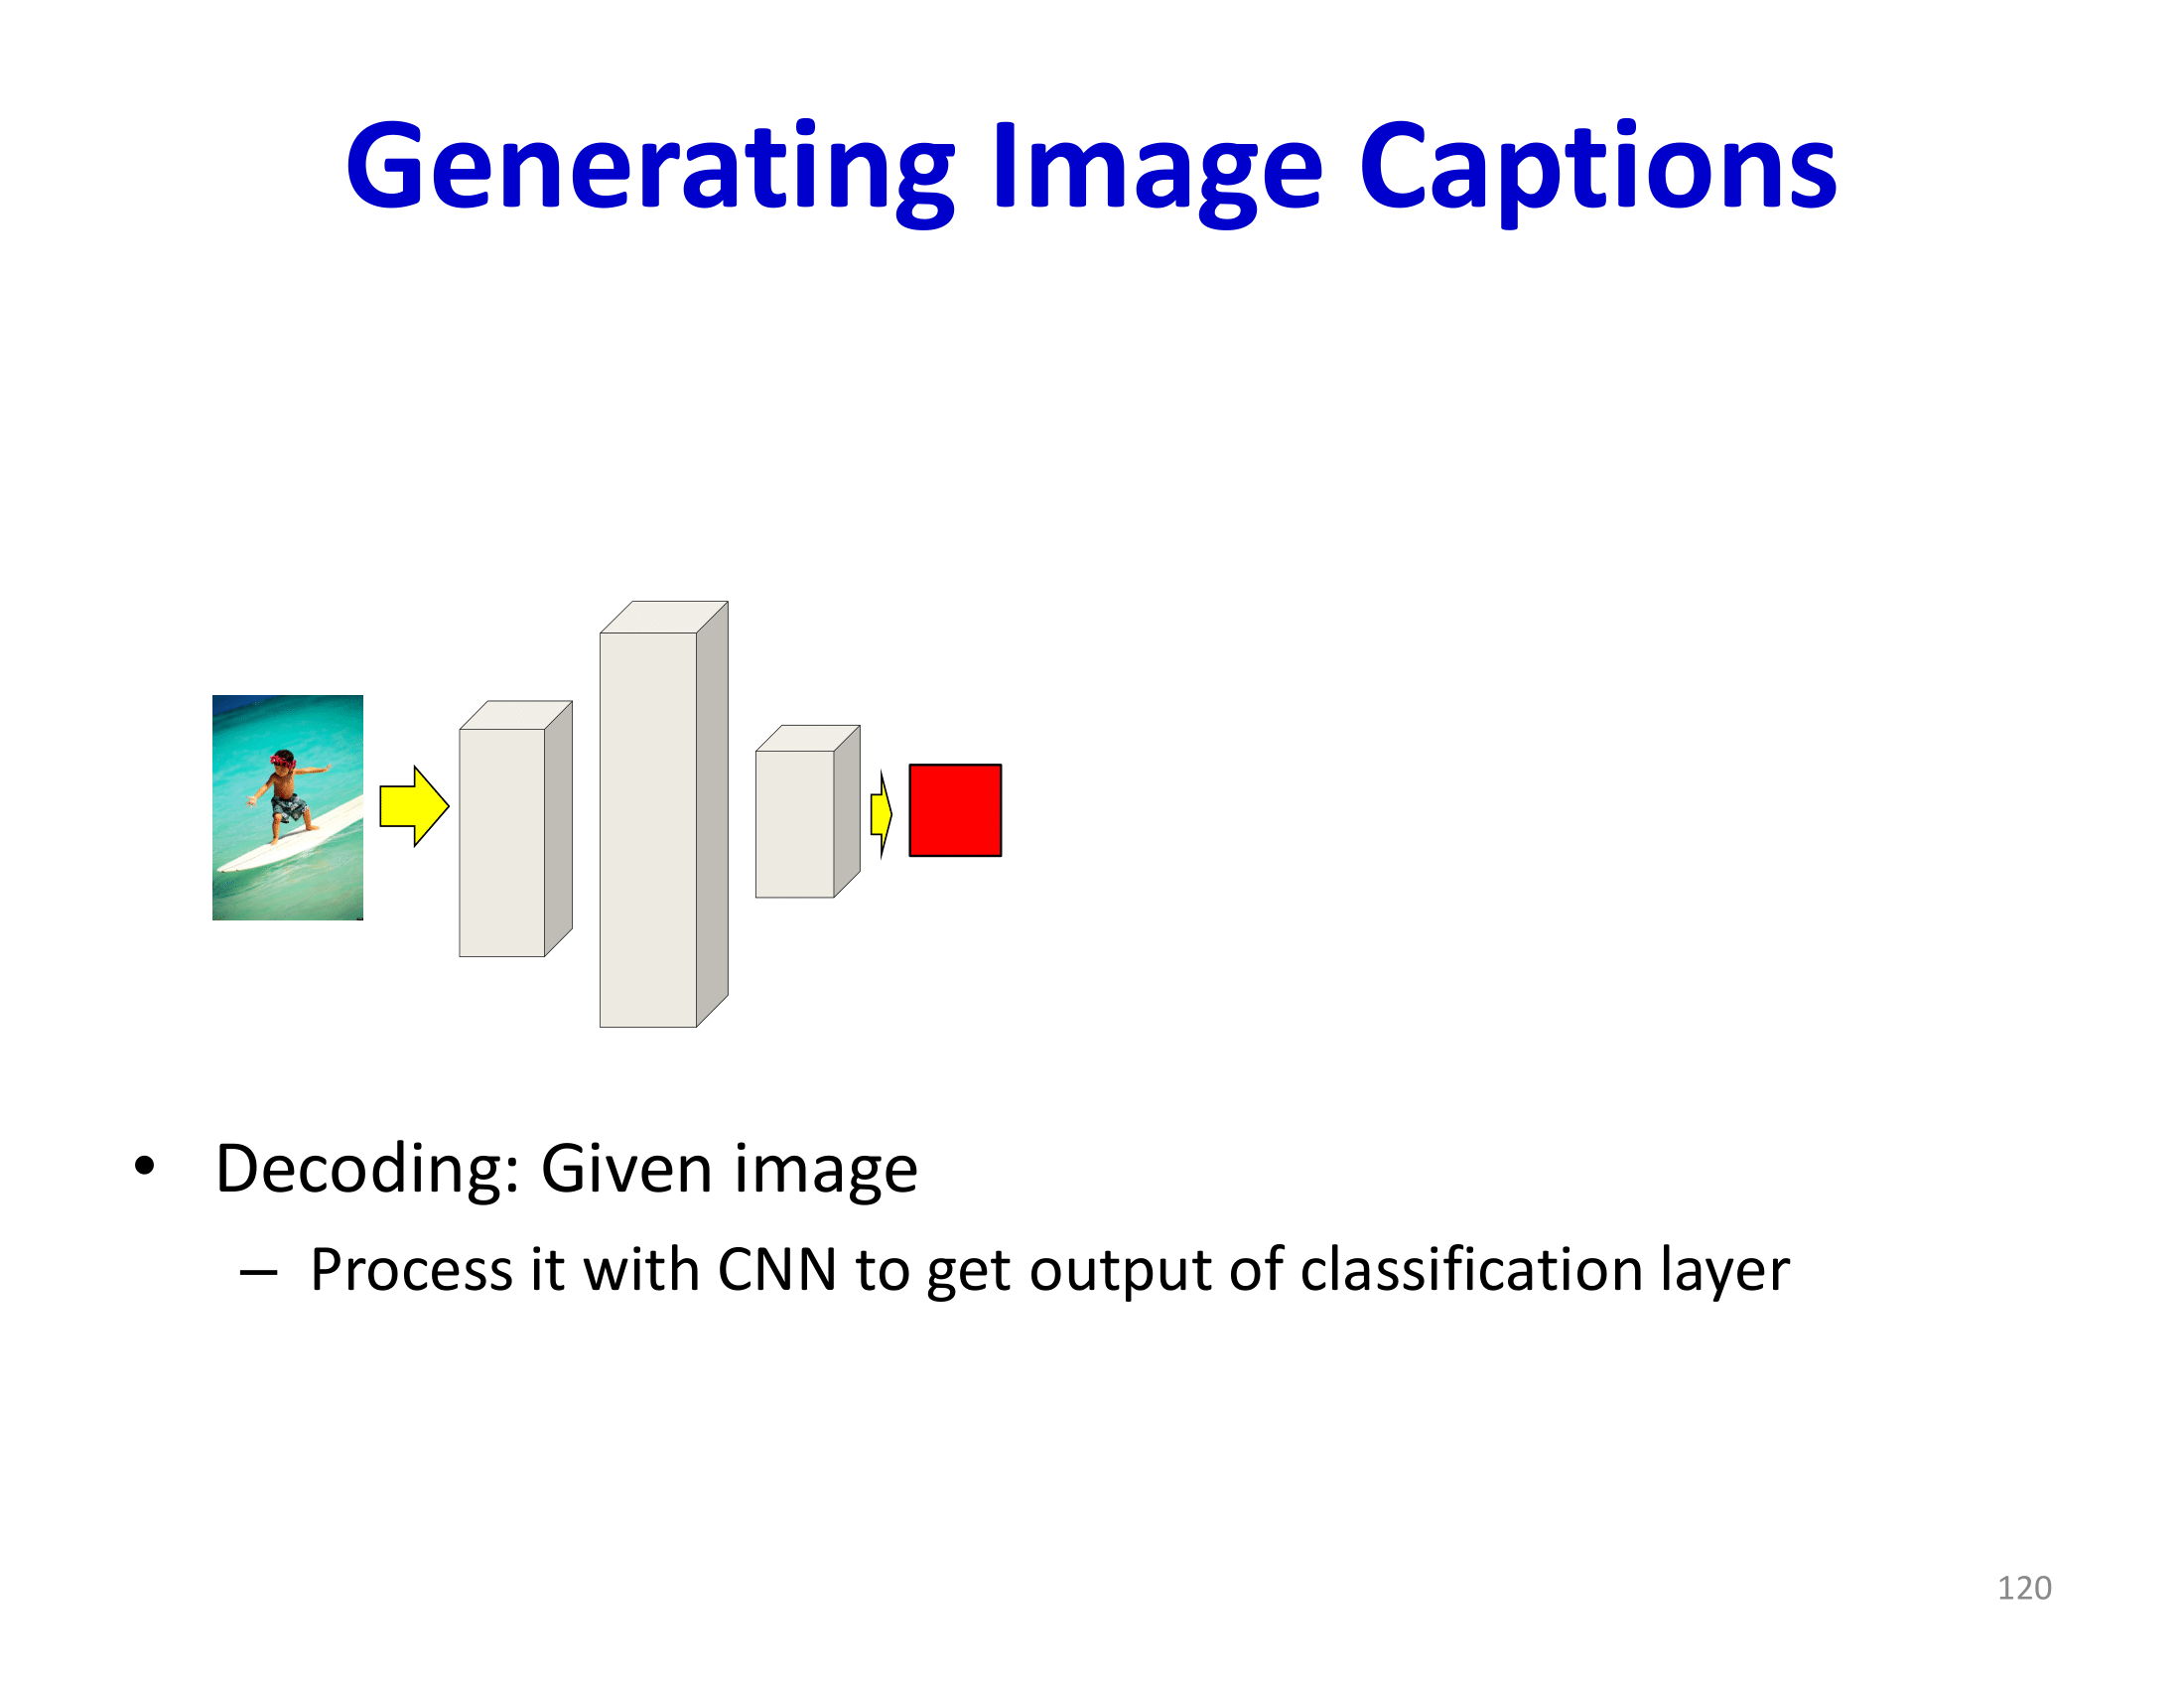 Generating Image Captions
• Decoding: Given image
– Process it with CNN to get output of classification layer
120